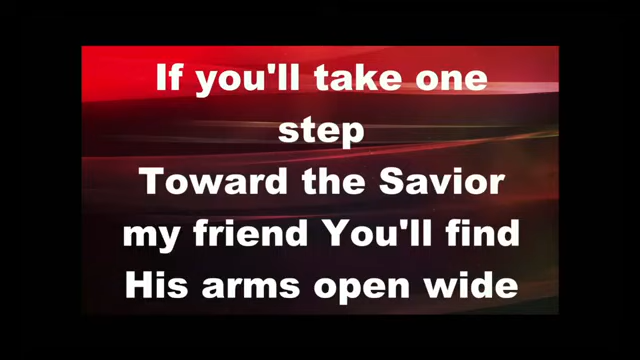 If you'll take one
step
Toward the Savior
my friend You'll find
His arms open wide